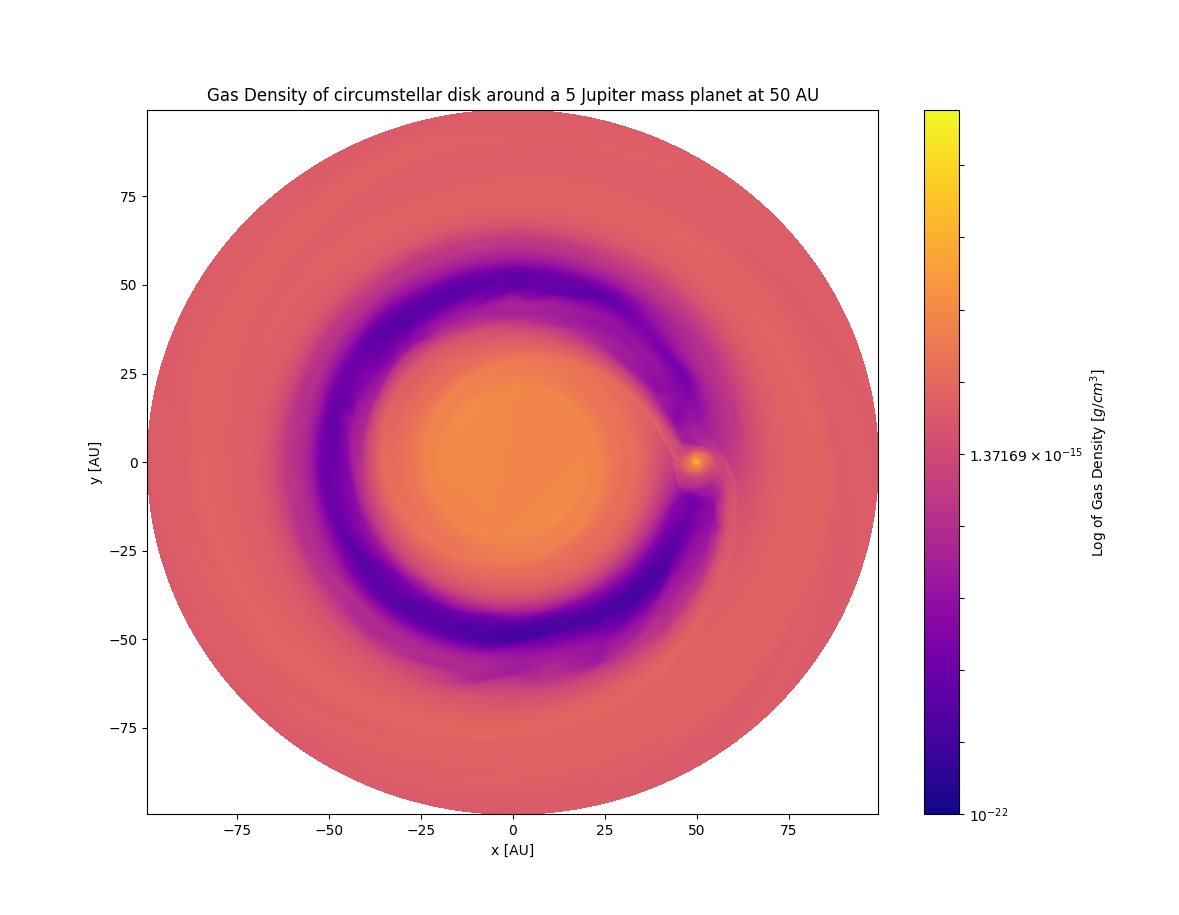 Gas Density of circumstellar disk around a 5 Jupiter mass planet at 50 AU
75
50
25
0
−25
−50
−75
y [AU]
−75 −50 −25 0 25 50 75
x [AU]
1.37169 × 10⁻¹⁵
10⁻²²
Log of Gas Density [g/cm³]